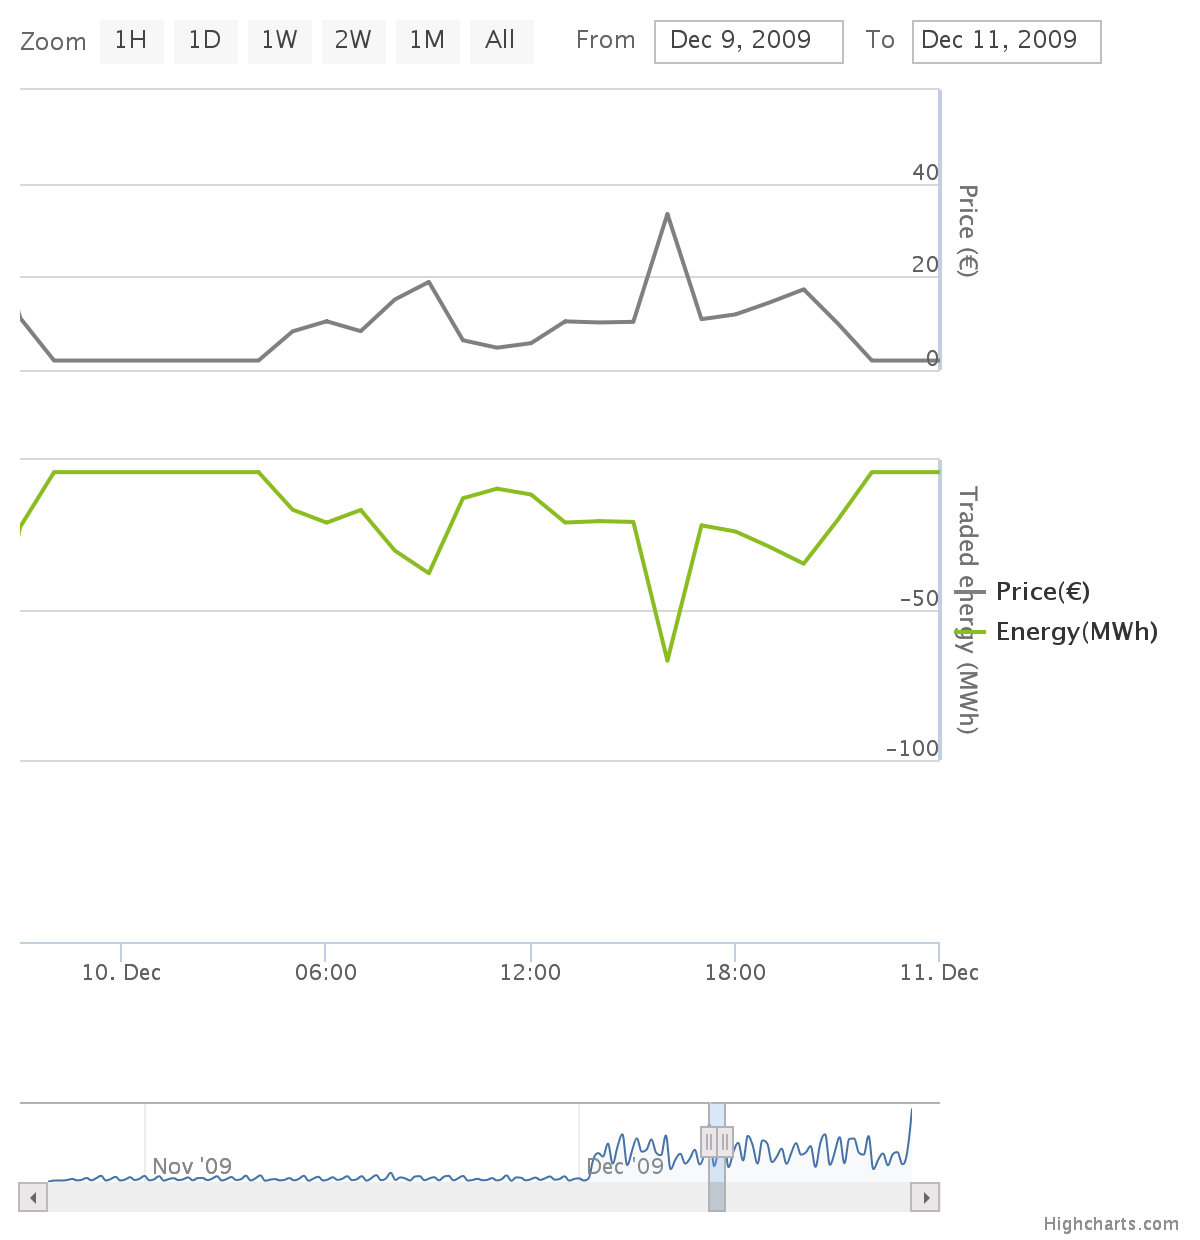 Zoom 1H 1D 1W 2W 1M All From Dec 9, 2009 To Dec 11, 2009
40
20
0
Price (€)
-50
-100
Traded energy (MWh)
Price(€)
Energy(MWh)
10. Dec 06:00 12:00 18:00 11. Dec
Nov '09 Dec '09
Highcharts.com